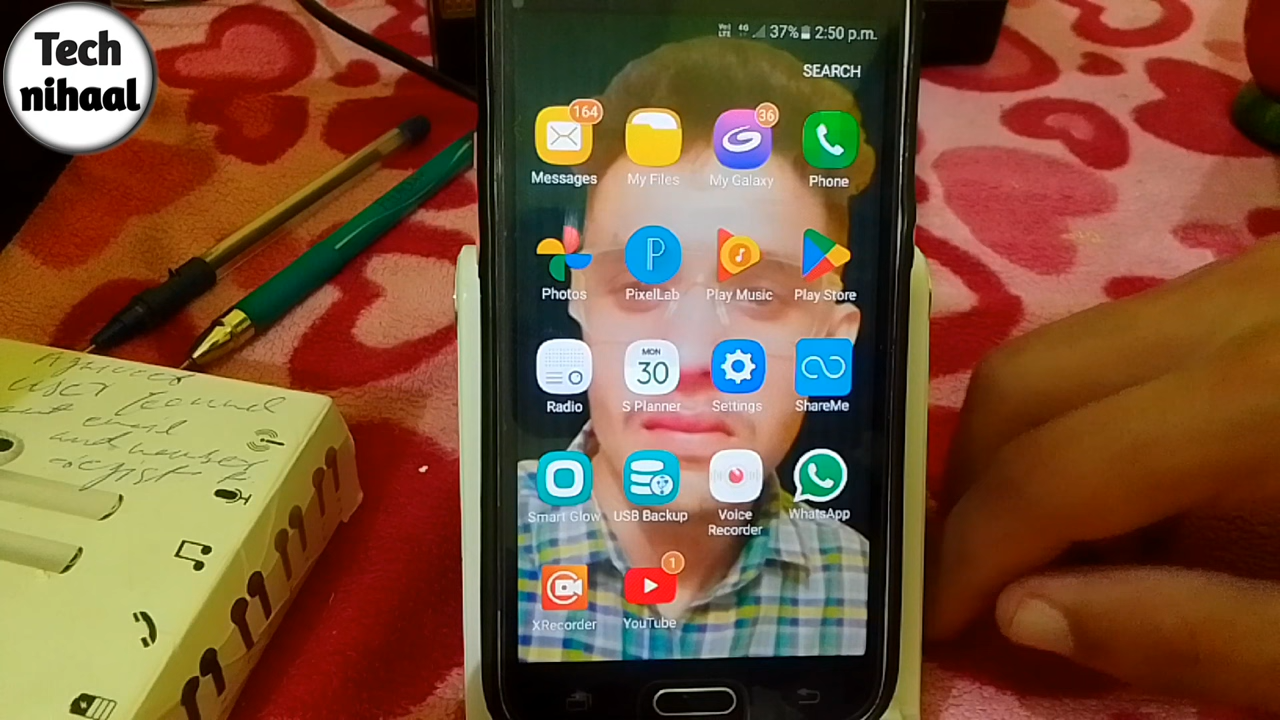 Tech
nihaal
37% 2:50 p.m.
SEARCH
164
36
Messages
My Files
My Galaxy
Phone
P
Photos
PixelLab
Play Music
Play Store
MON
30
Radio
S Planner
Settings
ShareMe
Smart Glow
USB Backup
Voice
Recorder
WhatsApp
1
XRecorder
YouTube